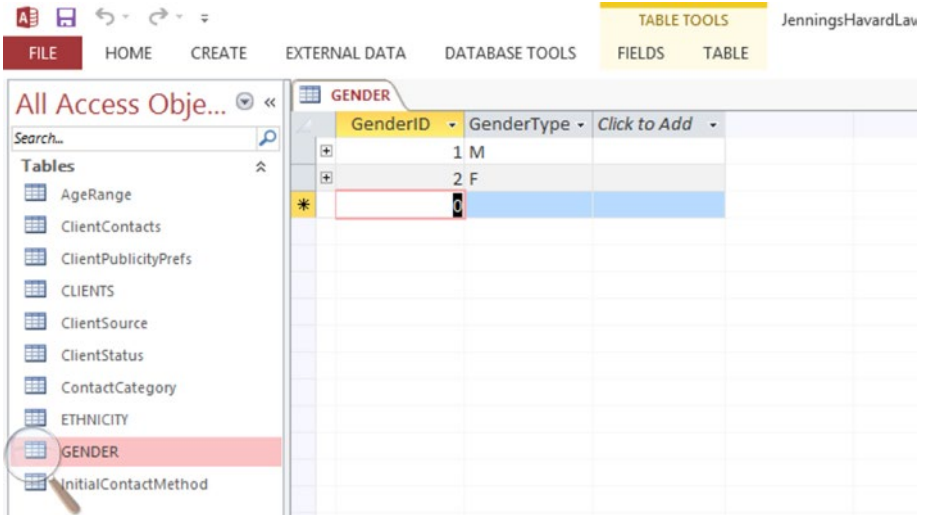 TABLE TOOLS JenningsHavardLaw
FILE HOME CREATE EXTERNAL DATA DATABASE TOOLS FIELDS TABLE
All Access Obje... «
Search...
Tables
AgeRange
ClientContacts
ClientPublicityPrefs
CLIENTS
ClientSource
ClientStatus
ContactCategory
ETHNICITY
GENDER
InitialContactMethod
GENDER
GenderID GenderType Click to Add
1 M
2 F
0